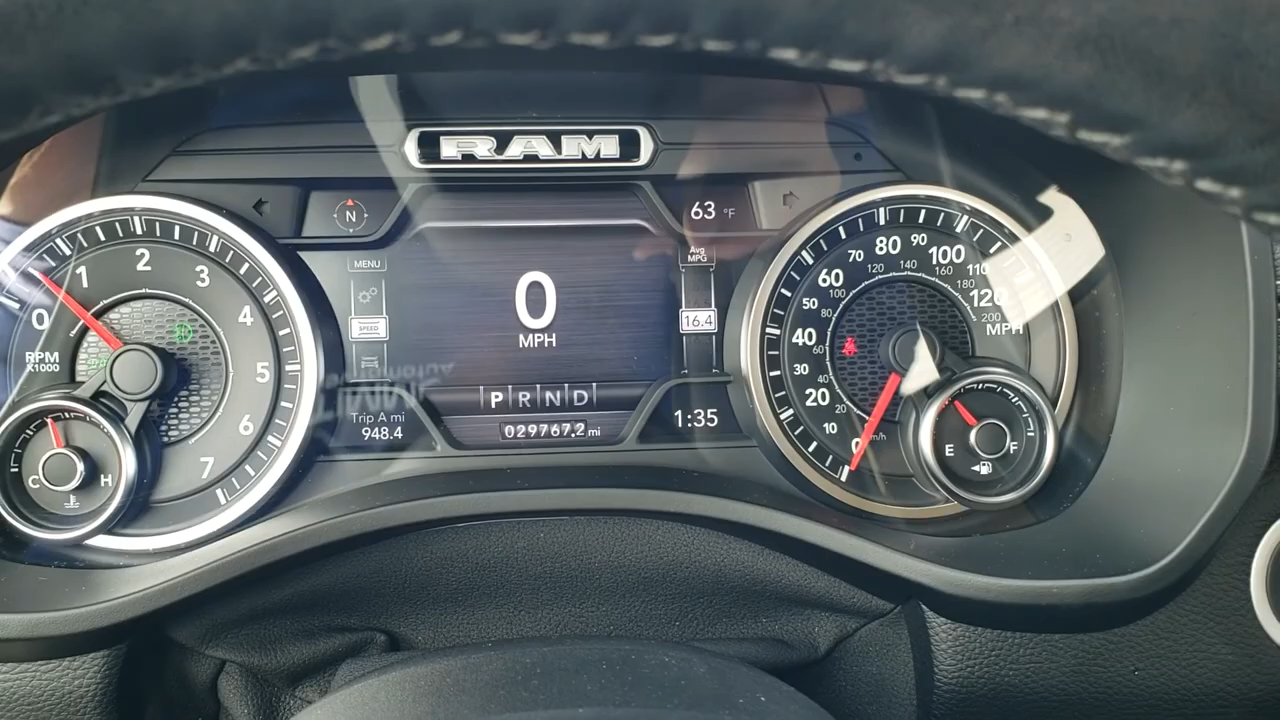 RAM
N
63 °F
MENU
SPEED
0
MPH
Avg
MPG
16.4
P R N D
Trip A mi
948.4
029767.2 mi
1:35
0
1
2
3
4
5
6
7
RPM
X1000
C H
0
10
20
30
40
50
60
70
80
90
100
110
120
MPH
20
40
60
80
100
120
140
160
180
200
km/h
E F